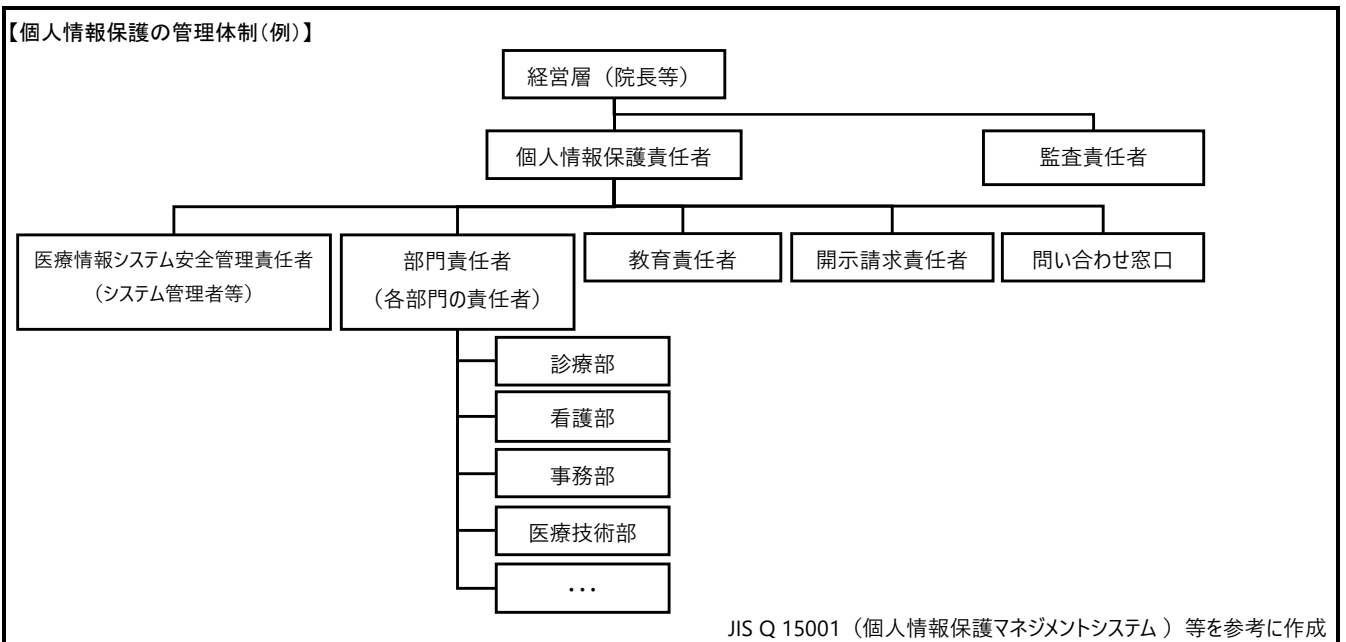 【個人情報保護の管理体制（例）】
経営層（院長等）
個人情報保護責任者
監査責任者
医療情報システム安全管理責任者
（システム管理者等）
部門責任者
（各部門の責任者）
教育責任者
開示請求責任者
問い合わせ窓口
診療部
看護部
事務部
医療技術部
・・・
JIS Q 15001（個人情報保護マネジメントシステム ）等を参考に作成